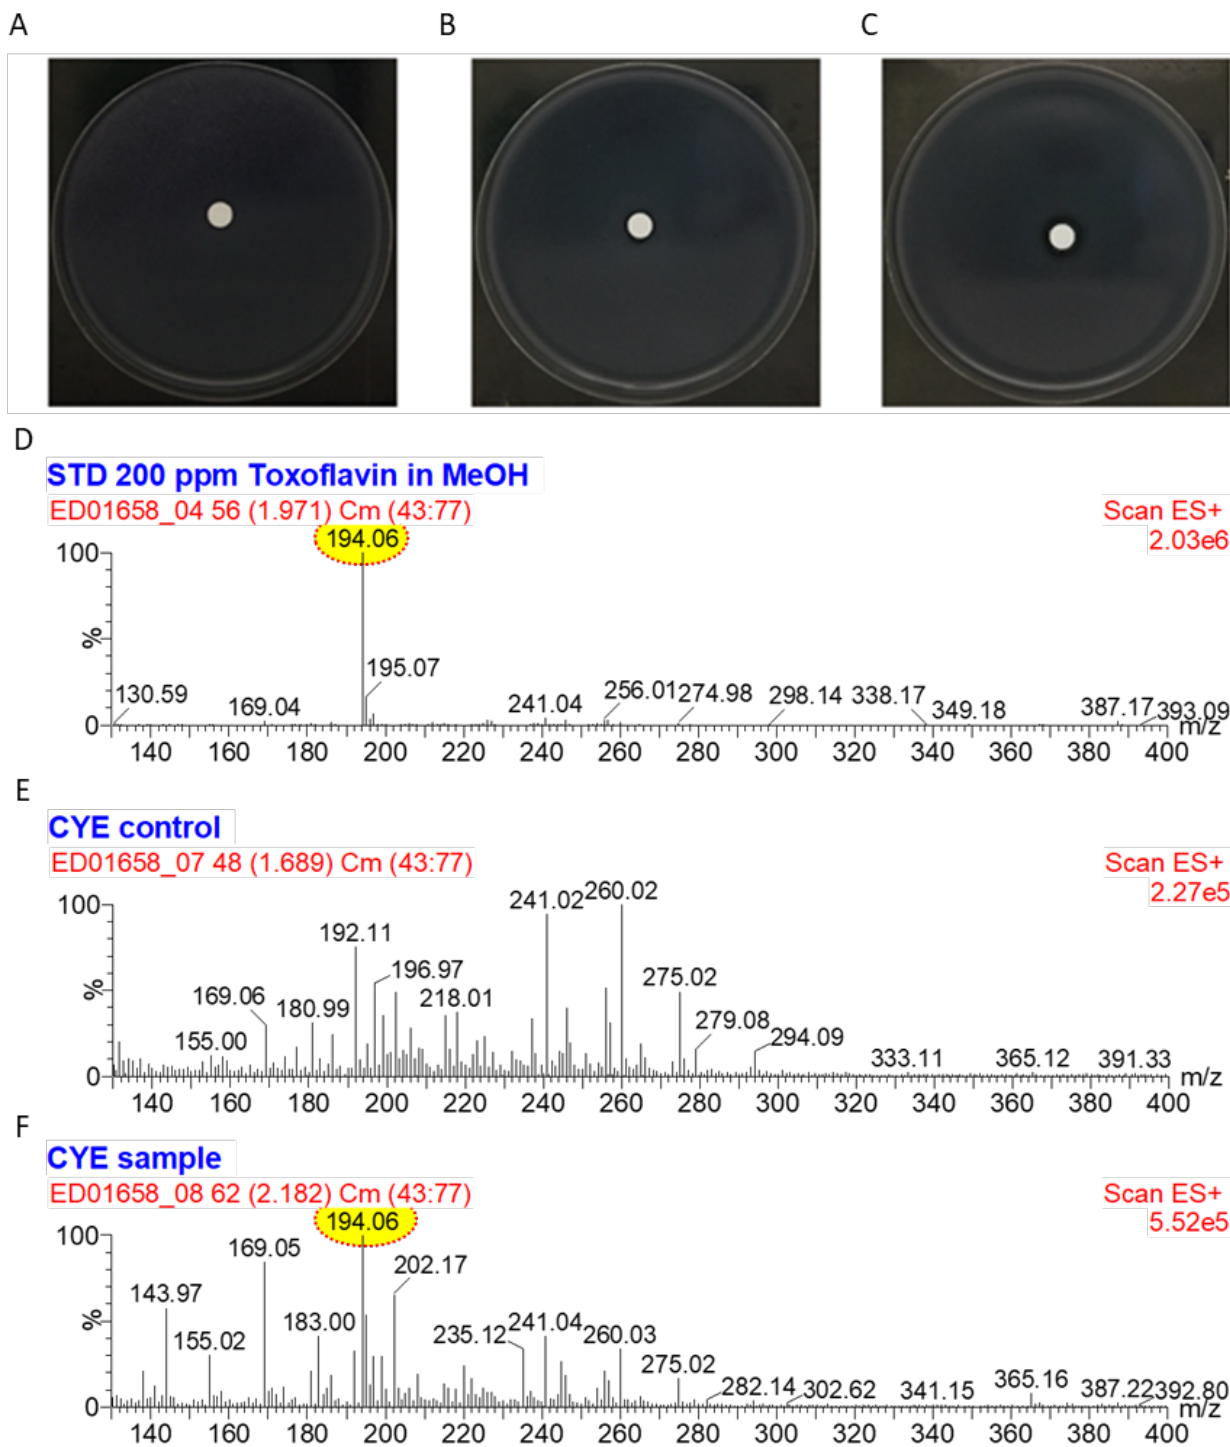 A B C
D
STD 200 ppm Toxoflavin in MeOH
ED01658_04 56 (1.971) Cm (43:77) Scan ES+
2.03e6
194.06
100
%
195.07
130.59 169.04 241.04 256.01 274.98 298.14 338.17 349.18 387.17 393.09
0 m/z
140 160 180 200 220 240 260 280 300 320 340 360 380 400
E
CYE control
ED01658_07 48 (1.689) Cm (43:77) Scan ES+
2.27e5
100 241.02 260.02
192.11
%
196.97
169.06 180.99 218.01 275.02
155.00 279.08 294.09 333.11 365.12 391.33
0 m/z
140 160 180 200 220 240 260 280 300 320 340 360 380 400
F
CYE sample
ED01658_08 62 (2.182) Cm (43:77) Scan ES+
5.52e5
194.06
100
169.05 202.17
143.97
%
155.02 183.00 235.12 241.04 260.03
275.02 282.14 302.62 341.15 365.16 387.22 392.80
0 m/z
140 160 180 200 220 240 260 280 300 320 340 360 380 400